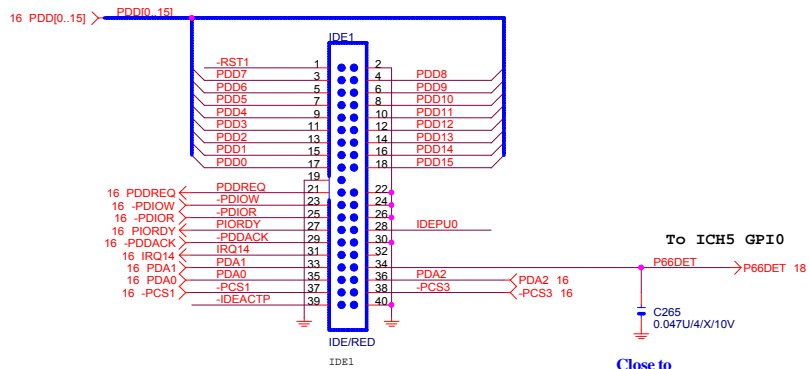 16 PDD[0..15] PDD[0..15]
IDE1
-RST1 1 2
PDD7 3 4 PDD8
PDD6 5 6 PDD9
PDD5 7 8 PDD10
PDD4 9 10 PDD11
PDD3 11 12 PDD12
PDD2 13 14 PDD13
PDD1 15 16 PDD14
PDD0 17 18 PDD15
19
16 PDDREQ PDDREQ 21 22
16 -PDIOW -PDIOW 23 24
16 -PDIOR -PDIOR 25 26
16 PIORDY PIORDY 27 28 IDEPU0
16 -PDDACK -PDDACK 29 30
16 IRQ14 IRQ14 31 32
16 PDA1 PDA1 33 34
16 PDA0 PDA0 35 36 PDA2 PDA2 16
16 -PCS1 -PCS1 37 38 -PCS3 -PCS3 16
-IDEACTP 39 40
To ICH5 GPI0
P66DET P66DET 18
C265
0.047U/4/X/10V
IDE/RED
IDE1
Close to